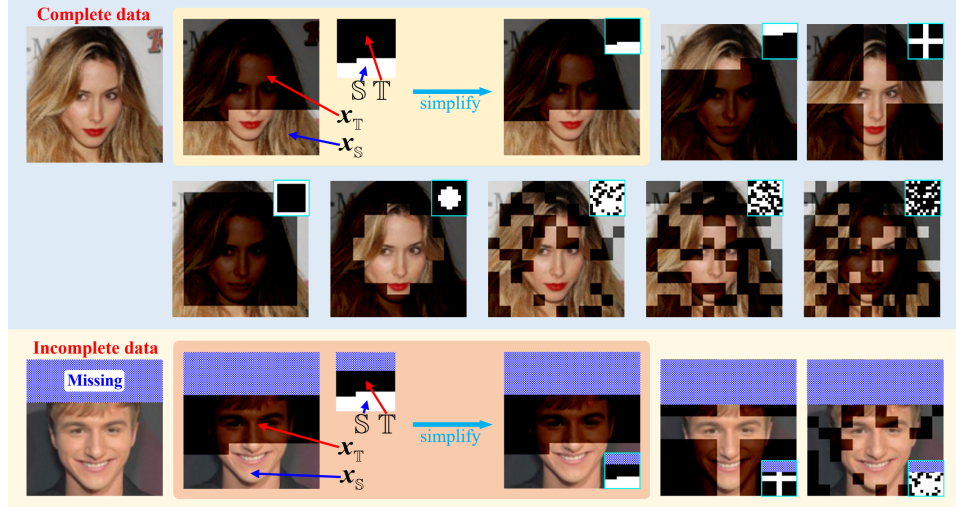 Complete data
𝕊 𝕋
x_𝕋
x_𝕊
simplify
Incomplete data
Missing
𝕊 𝕋
x_𝕋
x_𝕊
simplify